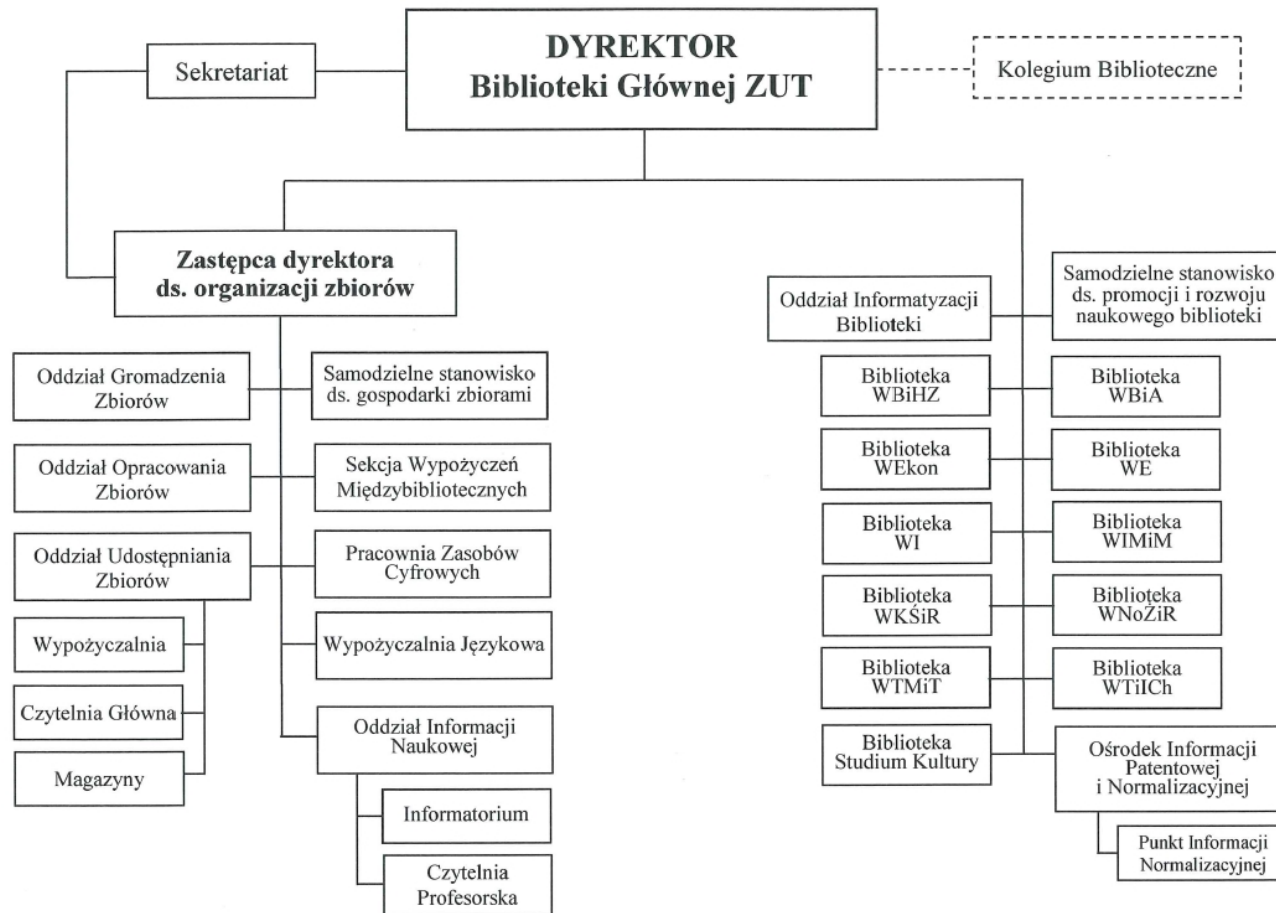 DYREKTOR
Biblioteki Głównej ZUT
Sekretariat
Kolegium Biblioteczne
Zastępca dyrektora
ds. organizacji zbiorów
Oddział Gromadzenia
Zbiorów
Samodzielne stanowisko
ds. gospodarki zbiorami
Oddział Opracowania
Zbiorów
Sekcja Wypożyczeń
Międzybibliotecznych
Oddział Udostępniania
Zbiorów
Pracownia Zasobów
Cyfrowych
Wypożyczalnia
Czytelnia Główna
Magazyny
Wypożyczalnia Językowa
Oddział Informacji
Naukowej
Informatorium
Czytelnia
Profesorska
Oddział Informatyzacji
Biblioteki
Samodzielne stanowisko
ds. promocji i rozwoju
naukowego biblioteki
Biblioteka
WBiHZ
Biblioteka
WBiA
Biblioteka
WEkon
Biblioteka
WE
Biblioteka
WI
Biblioteka
WIMiM
Biblioteka
WKŚiR
Biblioteka
WNoŻiR
Biblioteka
WTMiT
Biblioteka
WTiICh
Biblioteka
Studium Kultury
Ośrodek Informacji
Patentowej
i Normalizacyjnej
Punkt Informacji
Normalizacyjnej